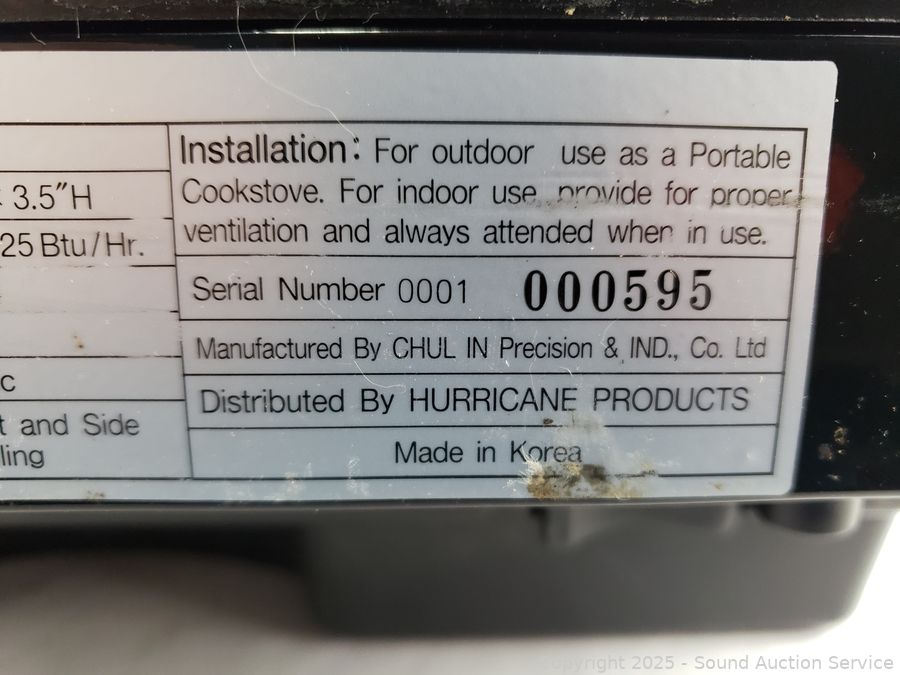 3.5"H
25 Btu/Hr.
c
t and Side
ling
Installation: For outdoor use as a Portable
Cookstove. For indoor use, provide for proper
ventilation and always attended when in use.
Serial Number 0001 000595
Manufactured By CHUL IN Precision & IND., Co. Ltd
Distributed By HURRICANE PRODUCTS
Made in Korea
copyright 2025 - Sound Auction Service